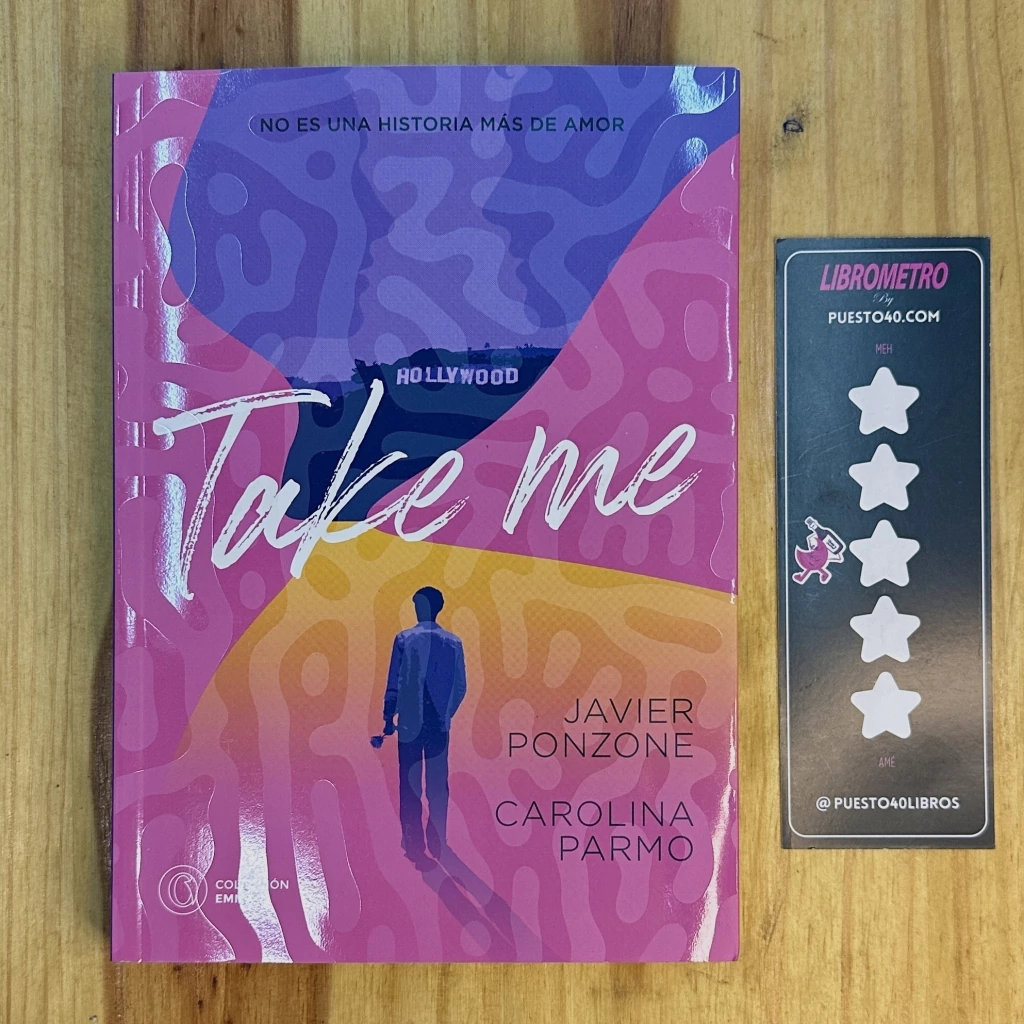 NO ES UNA HISTORIA MÁS DE AMOR
HOLLYWOOD
Take me
JAVIER
PONZONE
CAROLINA
PARMO
LIBROMETRO
By
PUESTO40.COM
MEH
AMÉ
@PUESTO40LIBROS